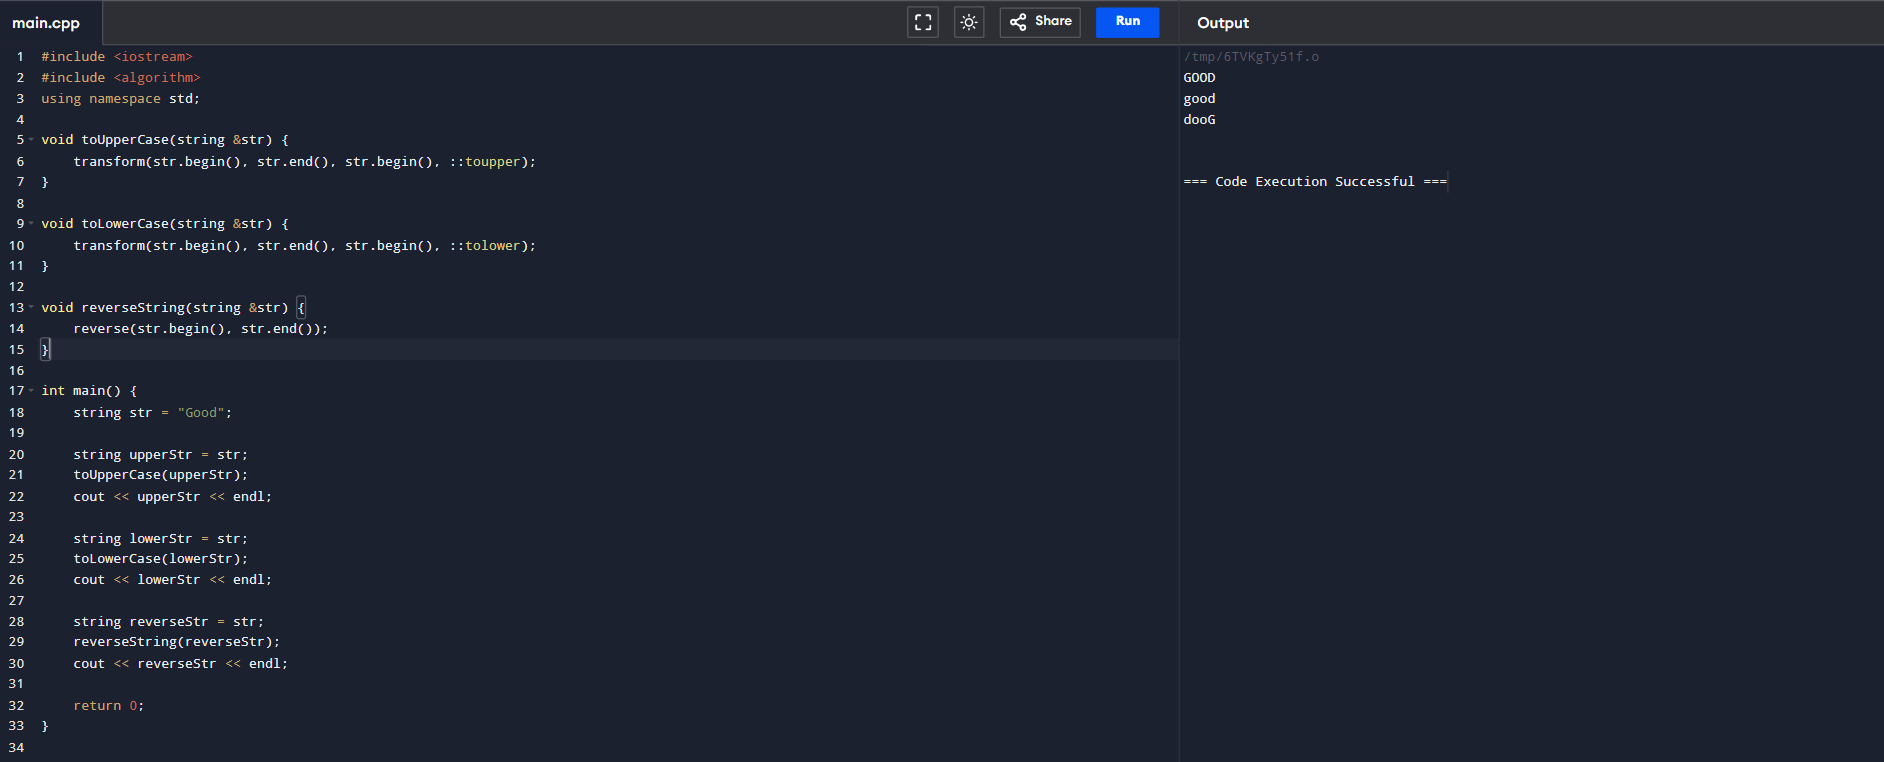 main.cpp
Share
Run
Output
1 #include <iostream>
2 #include <algorithm>
3 using namespace std;
4
5 void toUpperCase(string &str) {
6     transform(str.begin(), str.end(), str.begin(), ::toupper);
7 }
8
9 void toLowerCase(string &str) {
10     transform(str.begin(), str.end(), str.begin(), ::tolower);
11 }
12
13 void reverseString(string &str) {
14     reverse(str.begin(), str.end());
15 }
16
17 int main() {
18     string str = "Good";
19
20     string upperStr = str;
21     toUpperCase(upperStr);
22     cout << upperStr << endl;
23
24     string lowerStr = str;
25     toLowerCase(lowerStr);
26     cout << lowerStr << endl;
27
28     string reverseStr = str;
29     reverseString(reverseStr);
30     cout << reverseStr << endl;
31
32     return 0;
33 }
34
/tmp/6TVKgTy51f.o
GOOD
good
dooG
=== Code Execution Successful ===